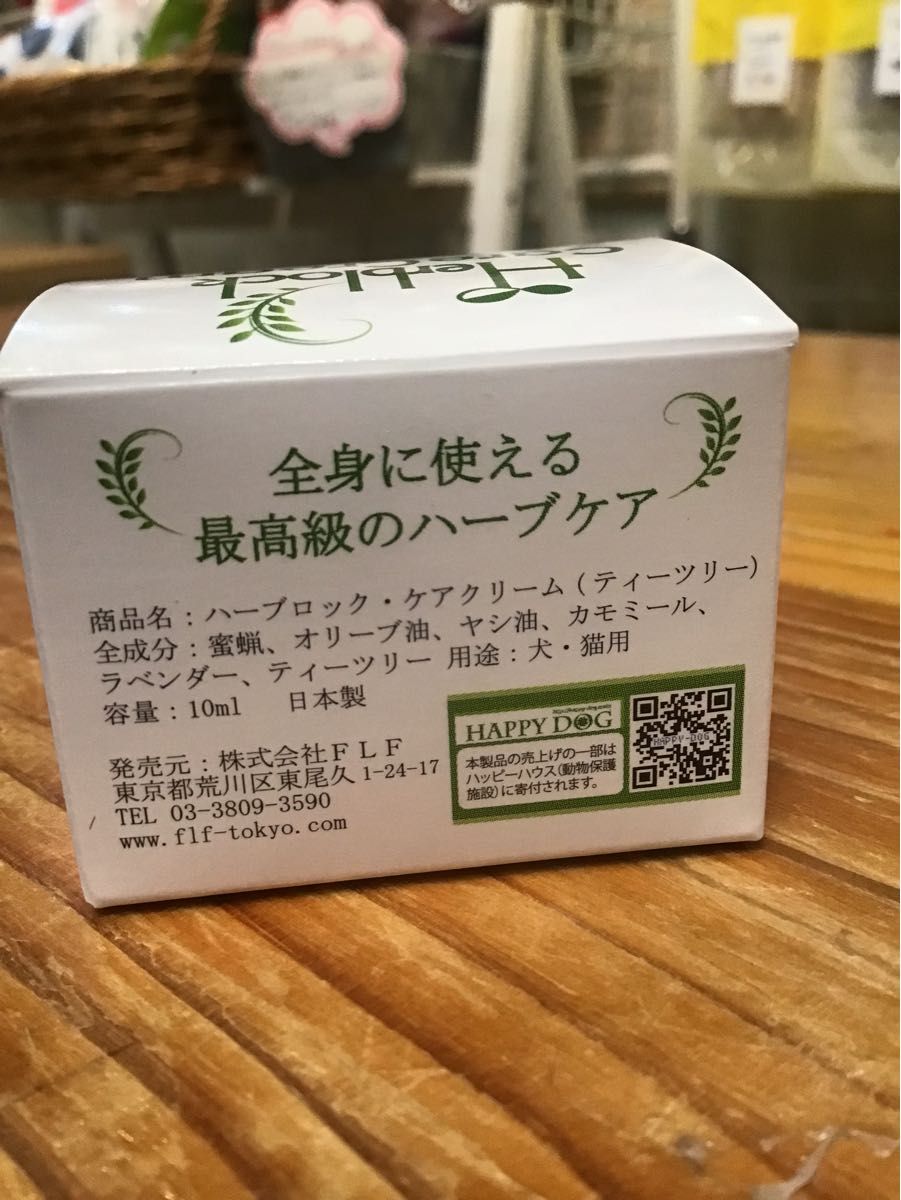 Herblock
全身に使える
最高級のハーブケア
商品名：ハーブロック・ケアクリーム（ティーツリー）
全成分：蜜蝋、オリーブ油、ヤシ油、カモミール、
ラベンダー、ティーツリー 用途：犬・猫用
容量：10ml 日本製
発売元：株式会社ＦＬＦ
東京都荒川区東尾久 1-24-17
TEL 03-3809-3590
www.flf-tokyo.com
HAPPY DOG
本製品の売上げの一部は
ハッピーハウス（動物保護
施設）に寄付されます。
HAPPY-DOG